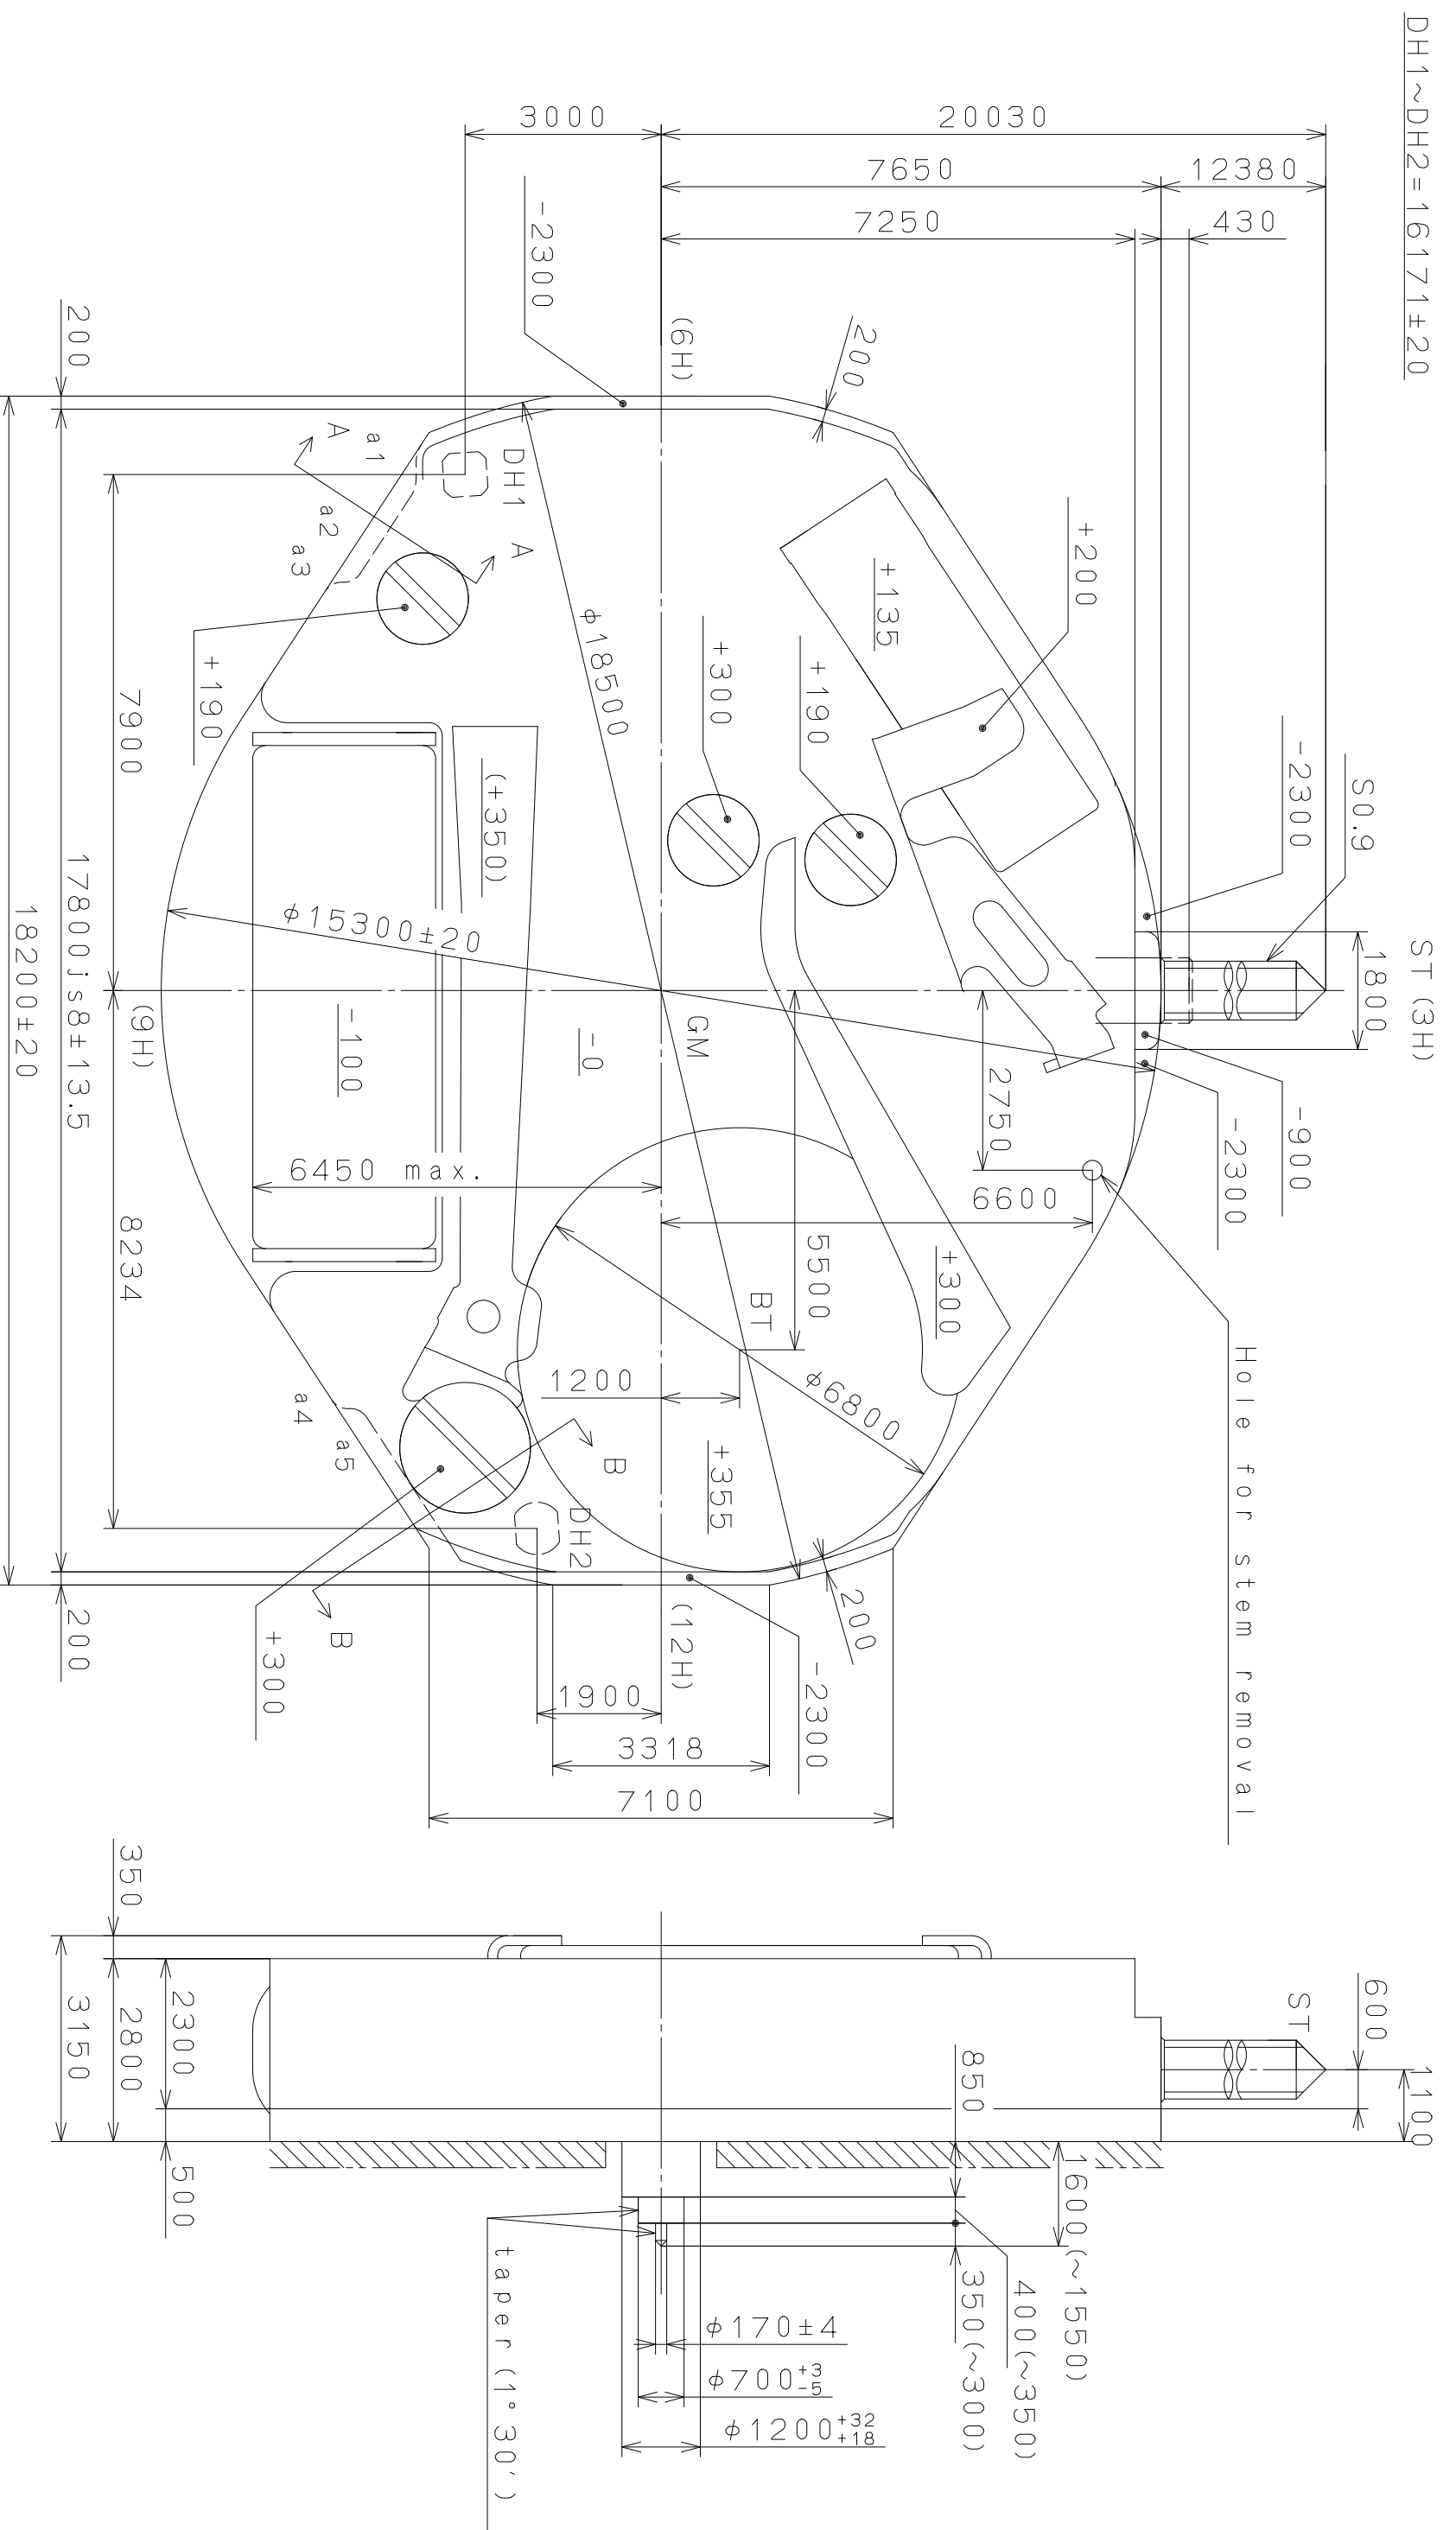 DH1~DH2=16171±20
ST (3H)
S0.9
1800
-2300
-900
-2300
Hole for stem removal
20030
12380
7650
430
7250
3000
-2300
(6H)
200
+200
+135
+300
+190
2750
6600
+300
5500
BT
φ6800
1200
+355
GM
-0
φ18500
DH1
A
A
a1
a2
a3
+190
(+350)
φ15300±20
-100
6450 max.
(9H)
7900
8234
a4
a5
B
B
DH2
+300
(12H)
200
-2300
1900
3318
7100
200
17800js8±13.5
200
18200±20
350
2800
3150
2300
500
ST
600
1100
850
1600(~1550)
400(~350)
350(~300)
φ170±4
φ700+3-5
φ1200+32+18
taper(1°30')